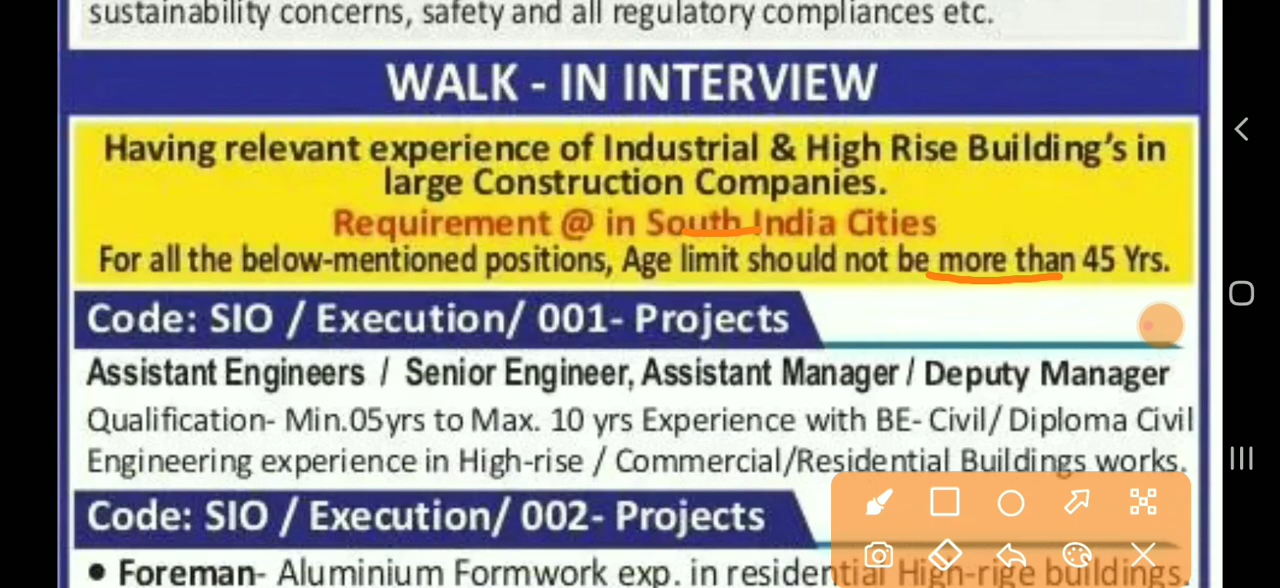 sustainability concerns, safety and all regulatory compliances etc.
WALK - IN INTERVIEW
Having relevant experience of Industrial & High Rise Building's in
large Construction Companies.
Requirement @ in South India Cities
For all the below-mentioned positions, Age limit should not be more than 45 Yrs.
Code: SIO / Execution/ 001- Projects
Assistant Engineers / Senior Engineer, Assistant Manager / Deputy Manager
Qualification- Min.05yrs to Max. 10 yrs Experience with BE- Civil/ Diploma Civil
Engineering experience in High-rise / Commercial/Residential Buildings works.
Code: SIO / Execution/ 002- Projects
• Foreman- Aluminium Formwork exp. in residential High-rige buildings.